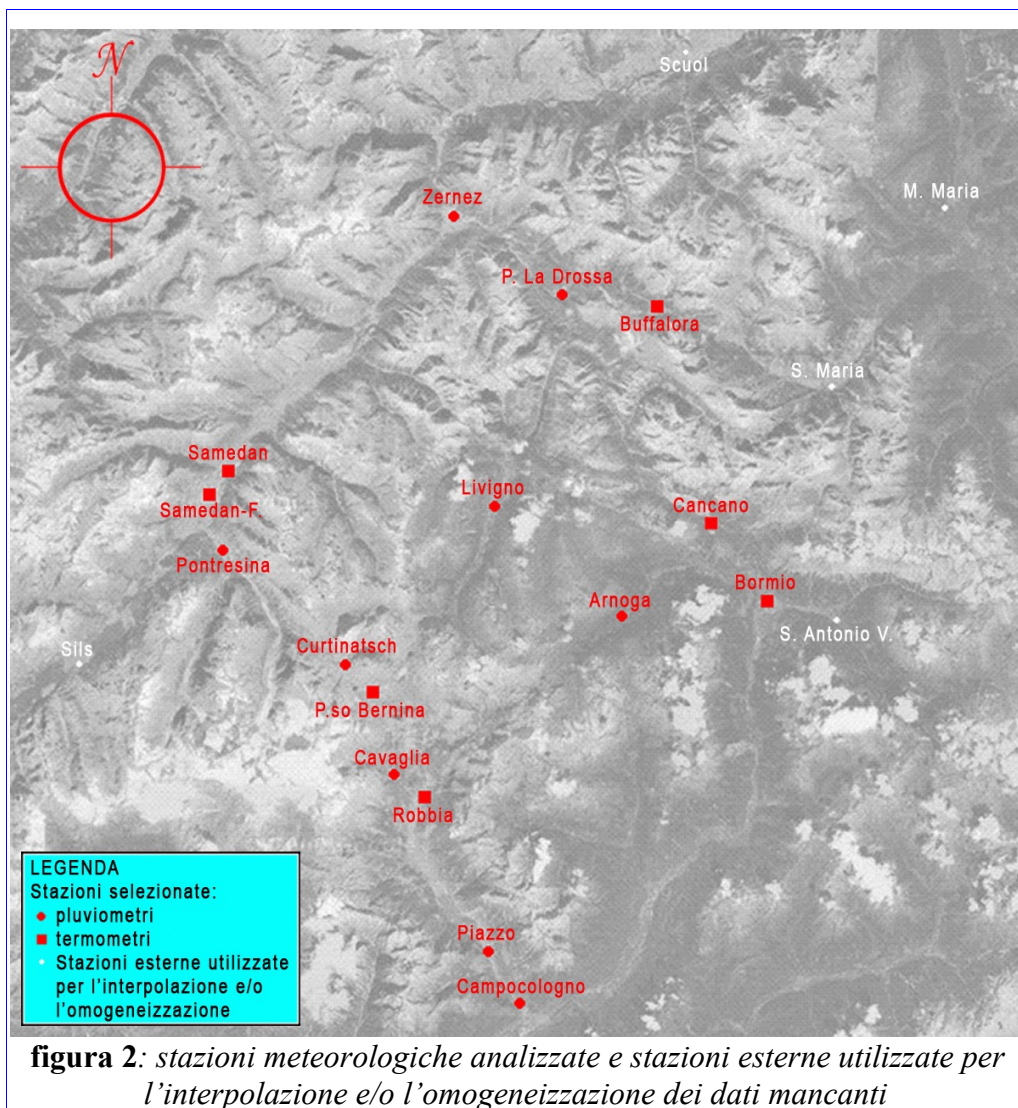 N
Scuol
M. Maria
Zernez
P. La Drossa
Buffalora
S. Maria
Samedan
Samedan-F.
Livigno
Cancano
Pontresina
Bormio
Arnoga
S. Antonio V.
Curtinatsch
Sils
P.so Bernina
Cavaglia
Robbia
LEGENDA
Stazioni selezionate:
pluviometri
termometri
Stazioni esterne utilizzate
per l'interpolazione e/o
l'omogeneizzazione
Piazzo
Campocologno
figura 2: stazioni meteorologiche analizzate e stazioni esterne utilizzate per
l'interpolazione e/o l'omogeneizzazione dei dati mancanti